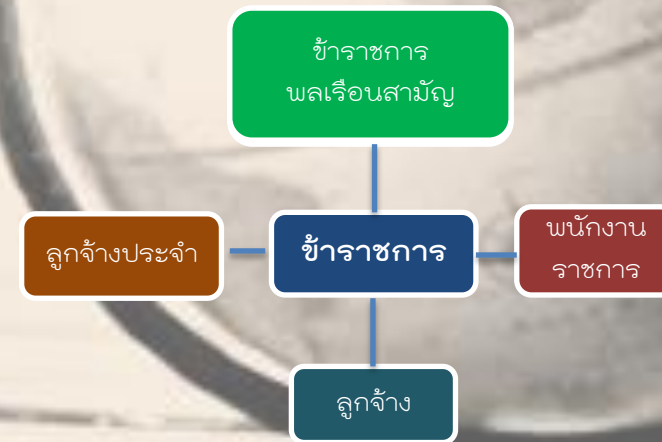 ข้าราชการ
พลเรือนสามัญ
ลูกจ้างประจำ
ข้าราชการ
พนักงาน
ราชการ
ลูกจ้าง